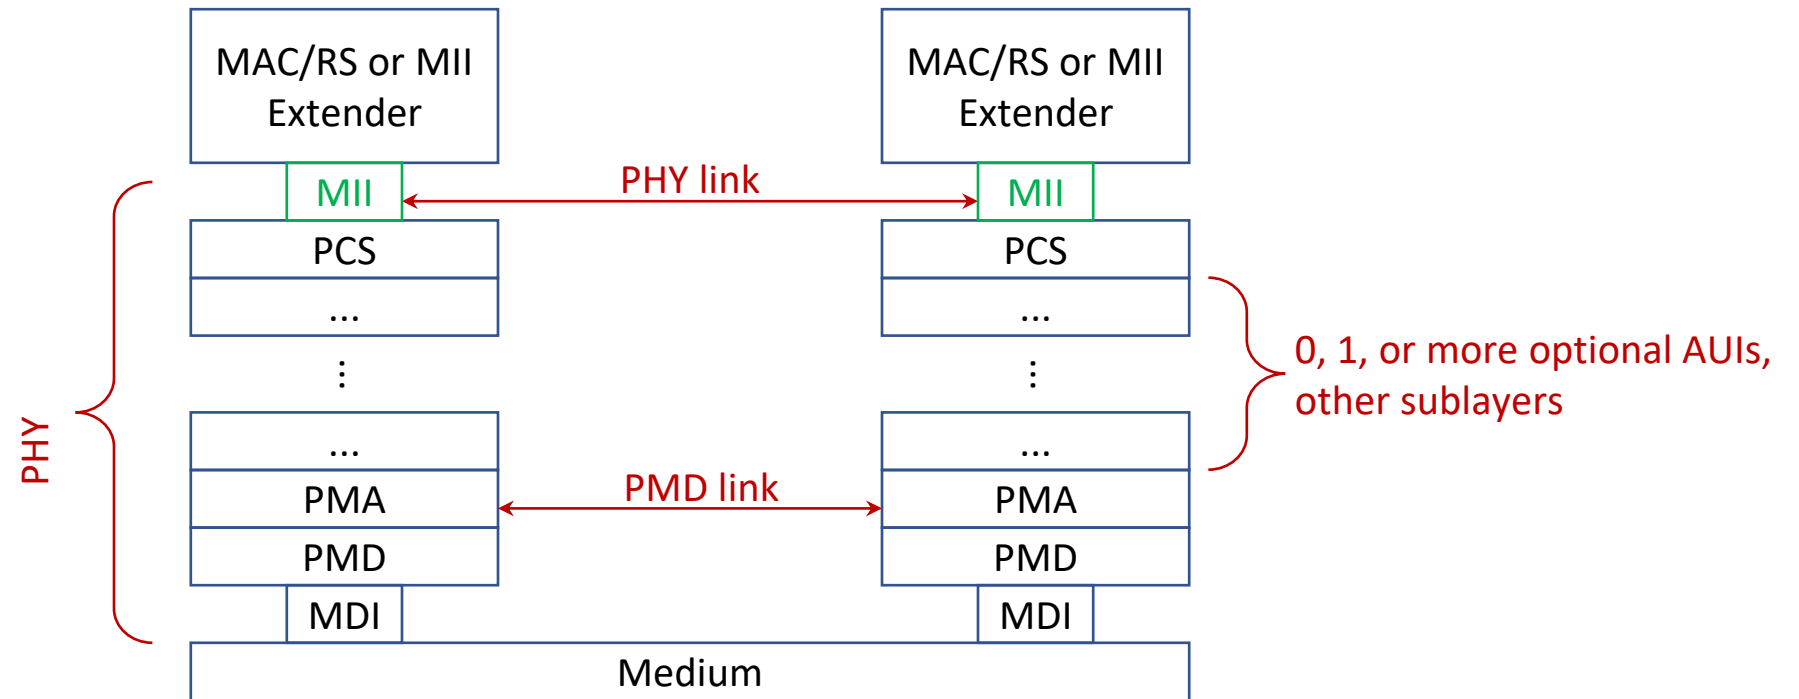 MAC/RS or MII
Extender
MAC/RS or MII
Extender
MII
PHY link
MII
PCS
PCS
...
...
...
...
0, 1, or more optional AUIs,
other sublayers
PHY
...
...
PMA
PMD link
PMA
PMD
PMD
MDI
MDI
Medium